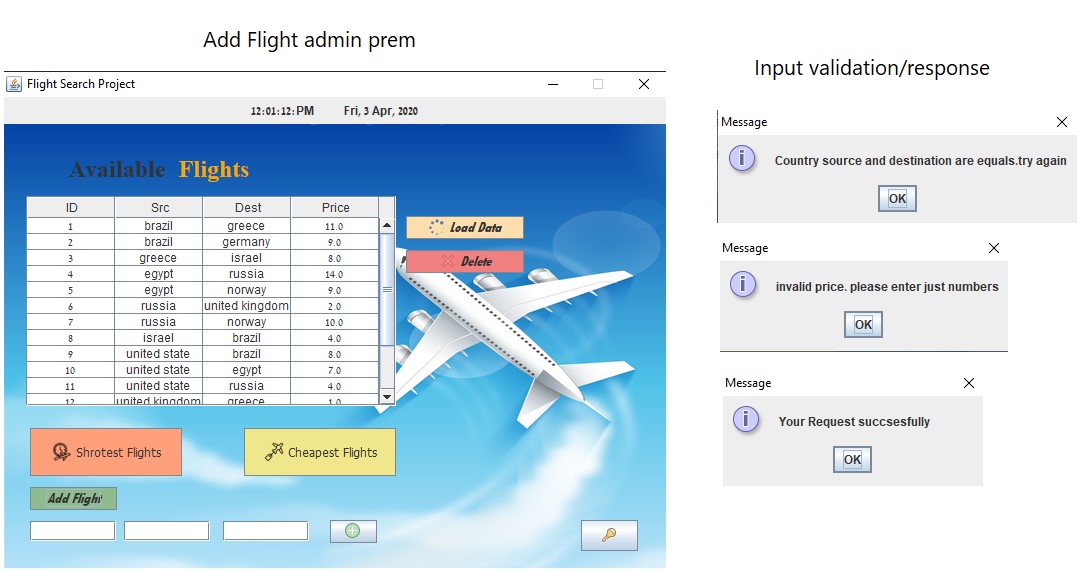 Add Flight admin prem
Input validation/response
Flight Search Project
12:01:12:PM Fri, 3 Apr, 2020
Available Flights
ID Src Dest Price
1 brazil greece 11.0
2 brazil germany 9.0
3 greece israel 8.0
4 egypt russia 14.0
5 egypt norway 9.0
6 russia united kingdom 2.0
7 russia norway 10.0
8 israel brazil 4.0
9 united state brazil 8.0
10 united state egypt 7.0
11 united state russia 4.0
12 united kingdom greece 1.0
Load Data
Delete
Shrotest Flights
Cheapest Flights
Add Flight
Message
Country source and destination are equals.try again
OK
Message
invalid price. please enter just numbers
OK
Message
Your Request succsesfully
OK